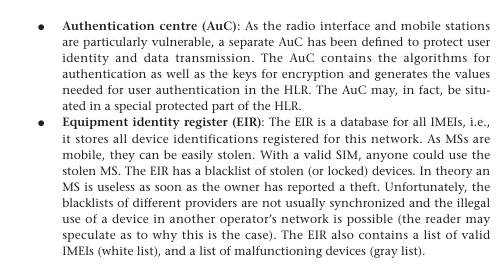 ● Authentication centre (AuC): As the radio interface and mobile stations
are particularly vulnerable, a separate AuC has been defined to protect user
identity and data transmission. The AuC contains the algorithms for
authentication as well as the keys for encryption and generates the values
needed for user authentication in the HLR. The AuC may, in fact, be situ-
ated in a special protected part of the HLR.
● Equipment identity register (EIR): The EIR is a database for all IMEIs, i.e.,
it stores all device identifications registered for this network. As MSs are
mobile, they can be easily stolen. With a valid SIM, anyone could use the
stolen MS. The EIR has a blacklist of stolen (or locked) devices. In theory an
MS is useless as soon as the owner has reported a theft. Unfortunately, the
blacklists of different providers are not usually synchronized and the illegal
use of a device in another operator’s network is possible (the reader may
speculate as to why this is the case). The EIR also contains a list of valid
IMEIs (white list), and a list of malfunctioning devices (gray list).